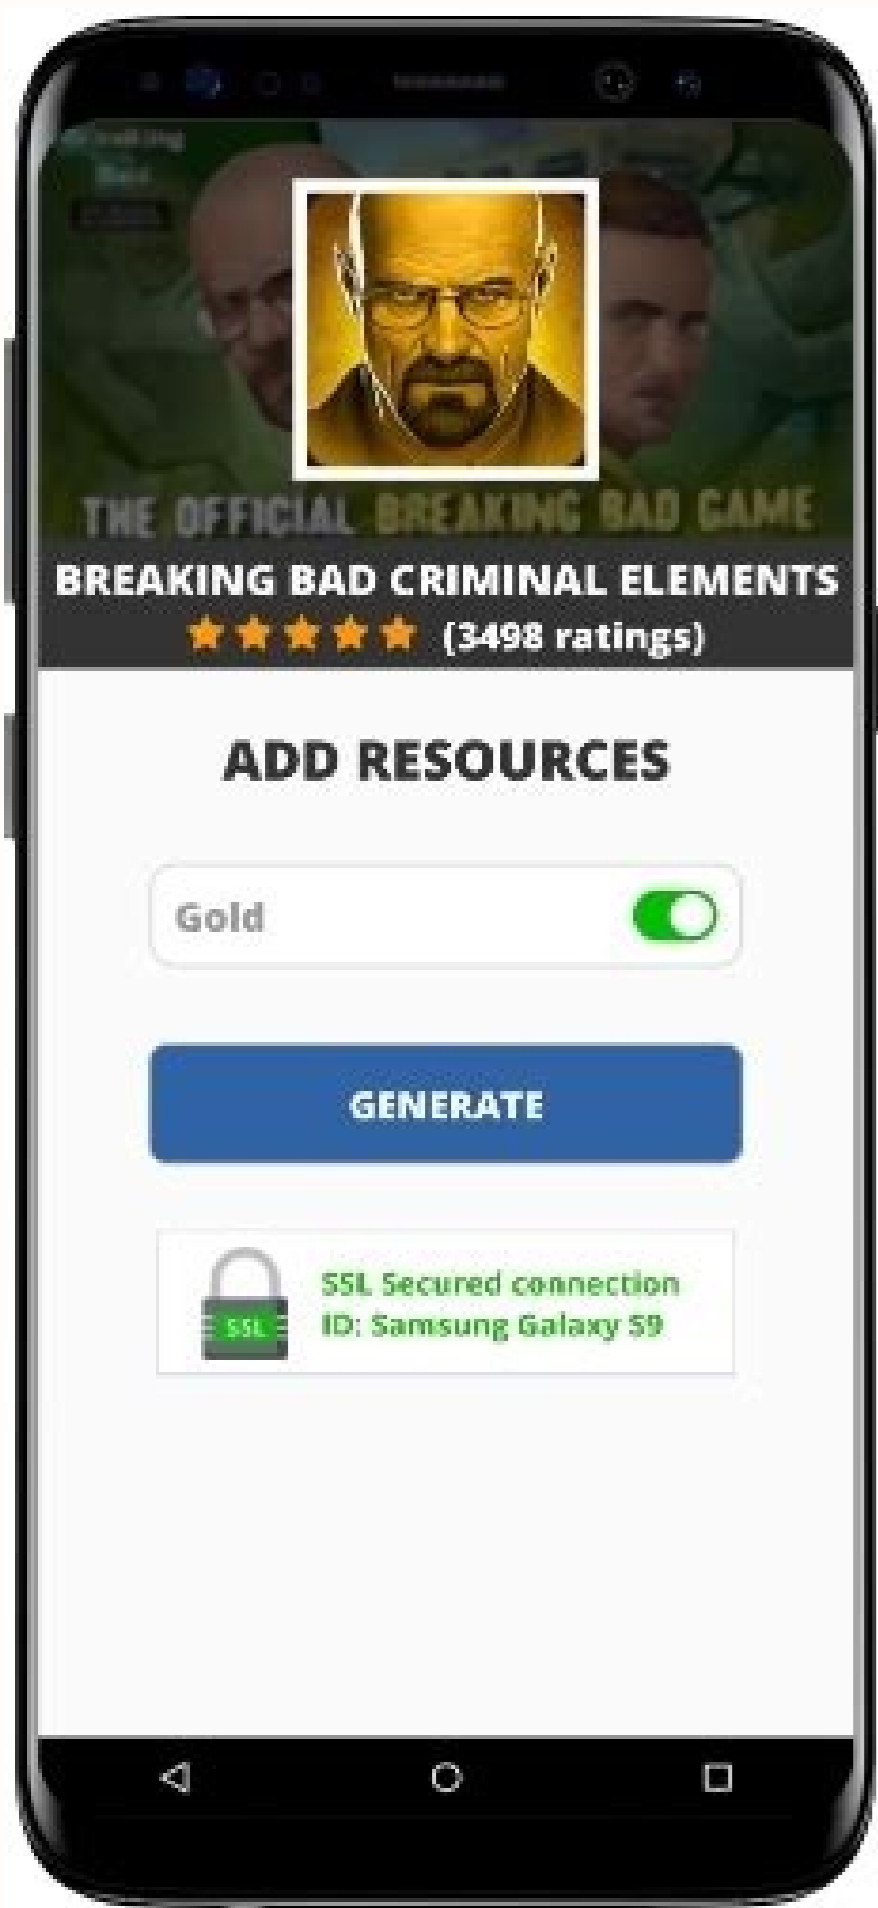 THE OFFICIAL BREAKING BAD GAME
BREAKING BAD CRIMINAL ELEMENTS
(3498 ratings)
ADD RESOURCES
Gold
GENERATE
SSL
SSL Secured connection
ID: Samsung Galaxy S9